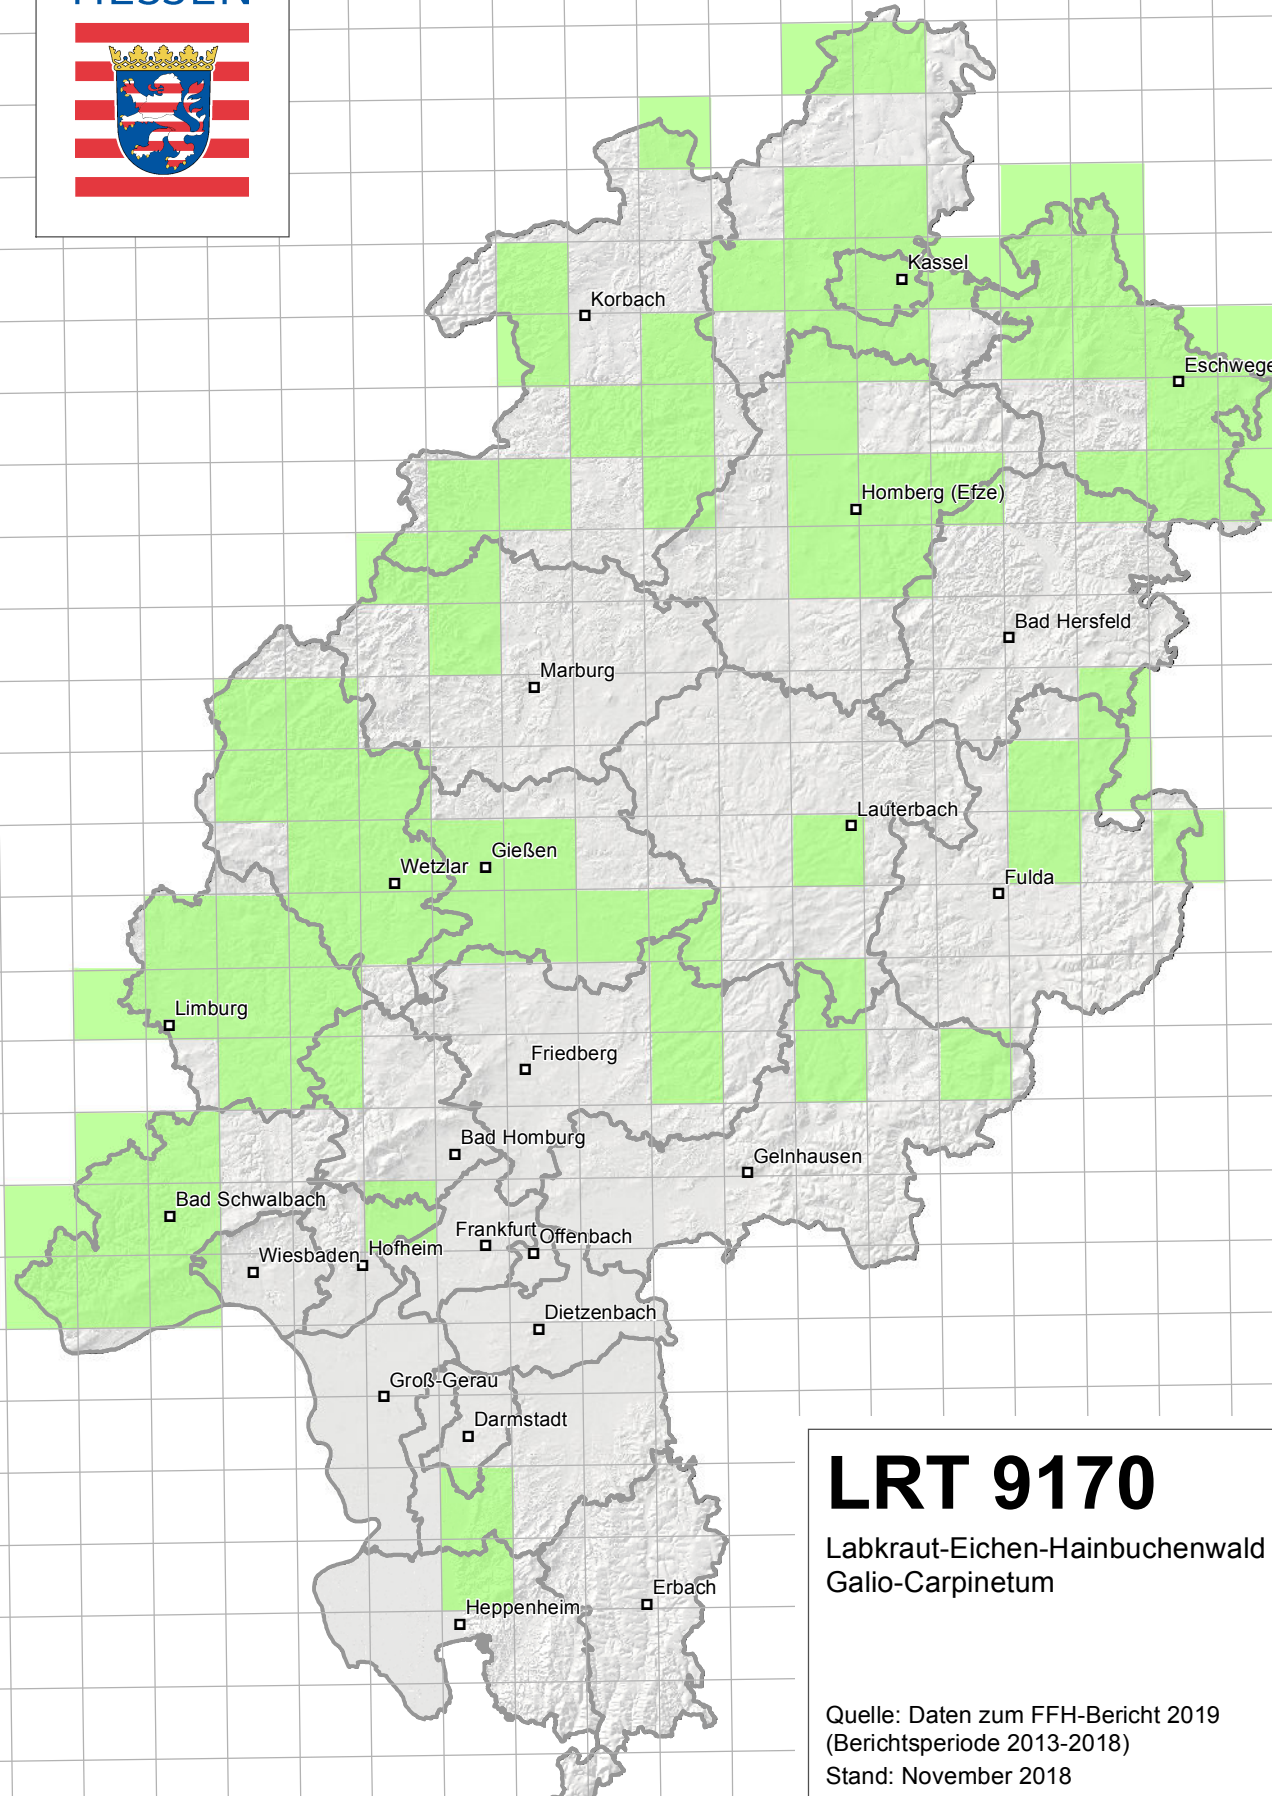 HESSEN
Kassel
Korbach
Eschwege
Homberg (Efze)
Bad Hersfeld
Marburg
Lauterbach
Gießen
Wetzlar
Fulda
Limburg
Friedberg
Bad Homburg
Gelnhausen
Bad Schwalbach
Frankfurt
Offenbach
Hofheim
Wiesbaden
Dietzenbach
Groß-Gerau
Darmstadt
Erbach
Heppenheim
LRT 9170
Labkraut-Eichen-Hainbuchenwald
Galio-Carpinetum
Quelle: Daten zum FFH-Bericht 2019
(Berichtsperiode 2013-2018)
Stand: November 2018